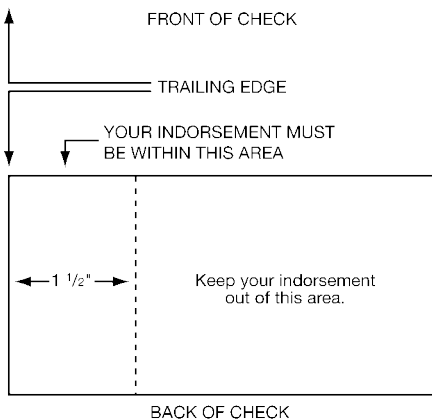 FRONT OF CHECK
TRAILING EDGE
YOUR INDORSEMENT MUST
BE WITHIN THIS AREA
1 1/2"
Keep your indorsement
out of this area.
BACK OF CHECK